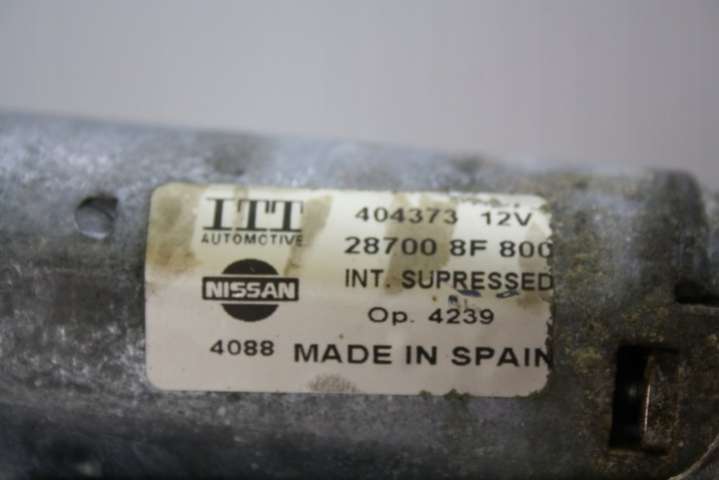 ITT
AUTOMOTIVE
404373 12V
28700 8F 800
NISSAN
INT. SUPRESSED
Op. 4239
4088 MADE IN SPAIN